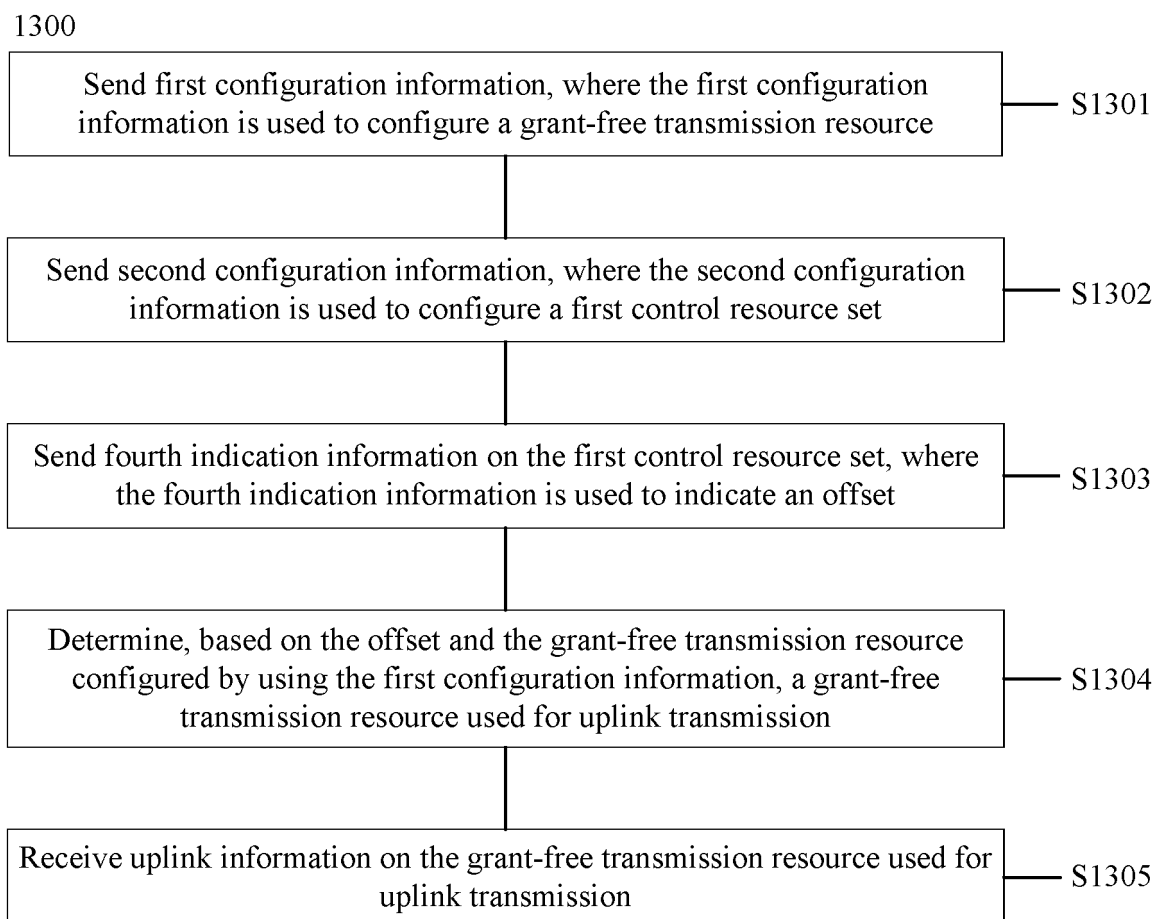 1300
Send first configuration information, where the first configuration
information is used to configure a grant-free transmission resource
S1301
Send second configuration information, where the second configuration
information is used to configure a first control resource set
S1302
Send fourth indication information on the first control resource set, where
the fourth indication information is used to indicate an offset
S1303
Determine, based on the offset and the grant-free transmission resource
configured by using the first configuration information, a grant-free
transmission resource used for uplink transmission
S1304
Receive uplink information on the grant-free transmission resource used for
uplink transmission
S1305